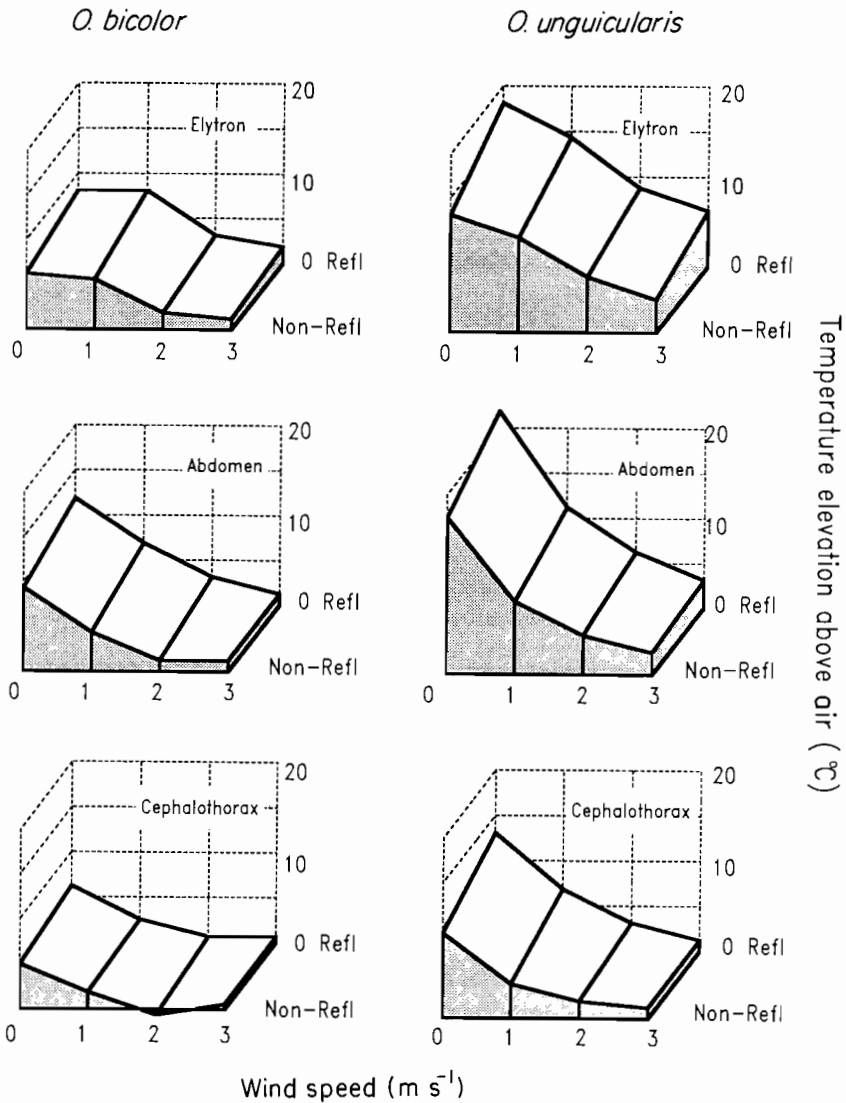 O. bicolor
O. unguicularis
20
Elytron
10
0 Refl
Non-Refl
0 1 2 3
20
Elytron
10
0 Refl
Non-Refl
0 1 2 3
20
Abdomen
10
0 Refl
Non-Refl
0 1 2 3
20
Abdomen
10
0 Refl
Non-Refl
0 1 2 3
20
Cephalothorax
10
0 Refl
Non-Refl
0 1 2 3
20
Cephalothorax
10
0 Refl
Non-Refl
0 1 2 3
Temperature elevation above air (°C)
Wind speed (m s⁻¹)